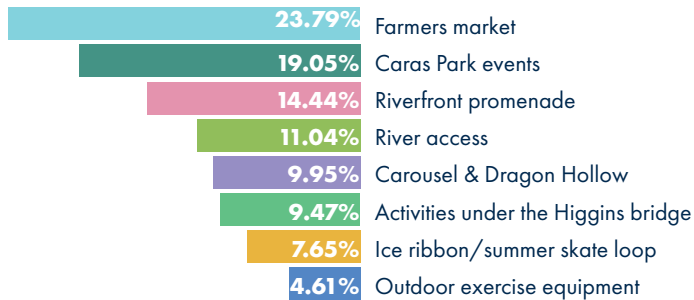 23.79% Farmers market
19.05% Caras Park events
14.44% Riverfront promenade
11.04% River access
9.95% Carousel & Dragon Hollow
9.47% Activities under the Higgins bridge
7.65% Ice ribbon/summer skate loop
4.61% Outdoor exercise equipment